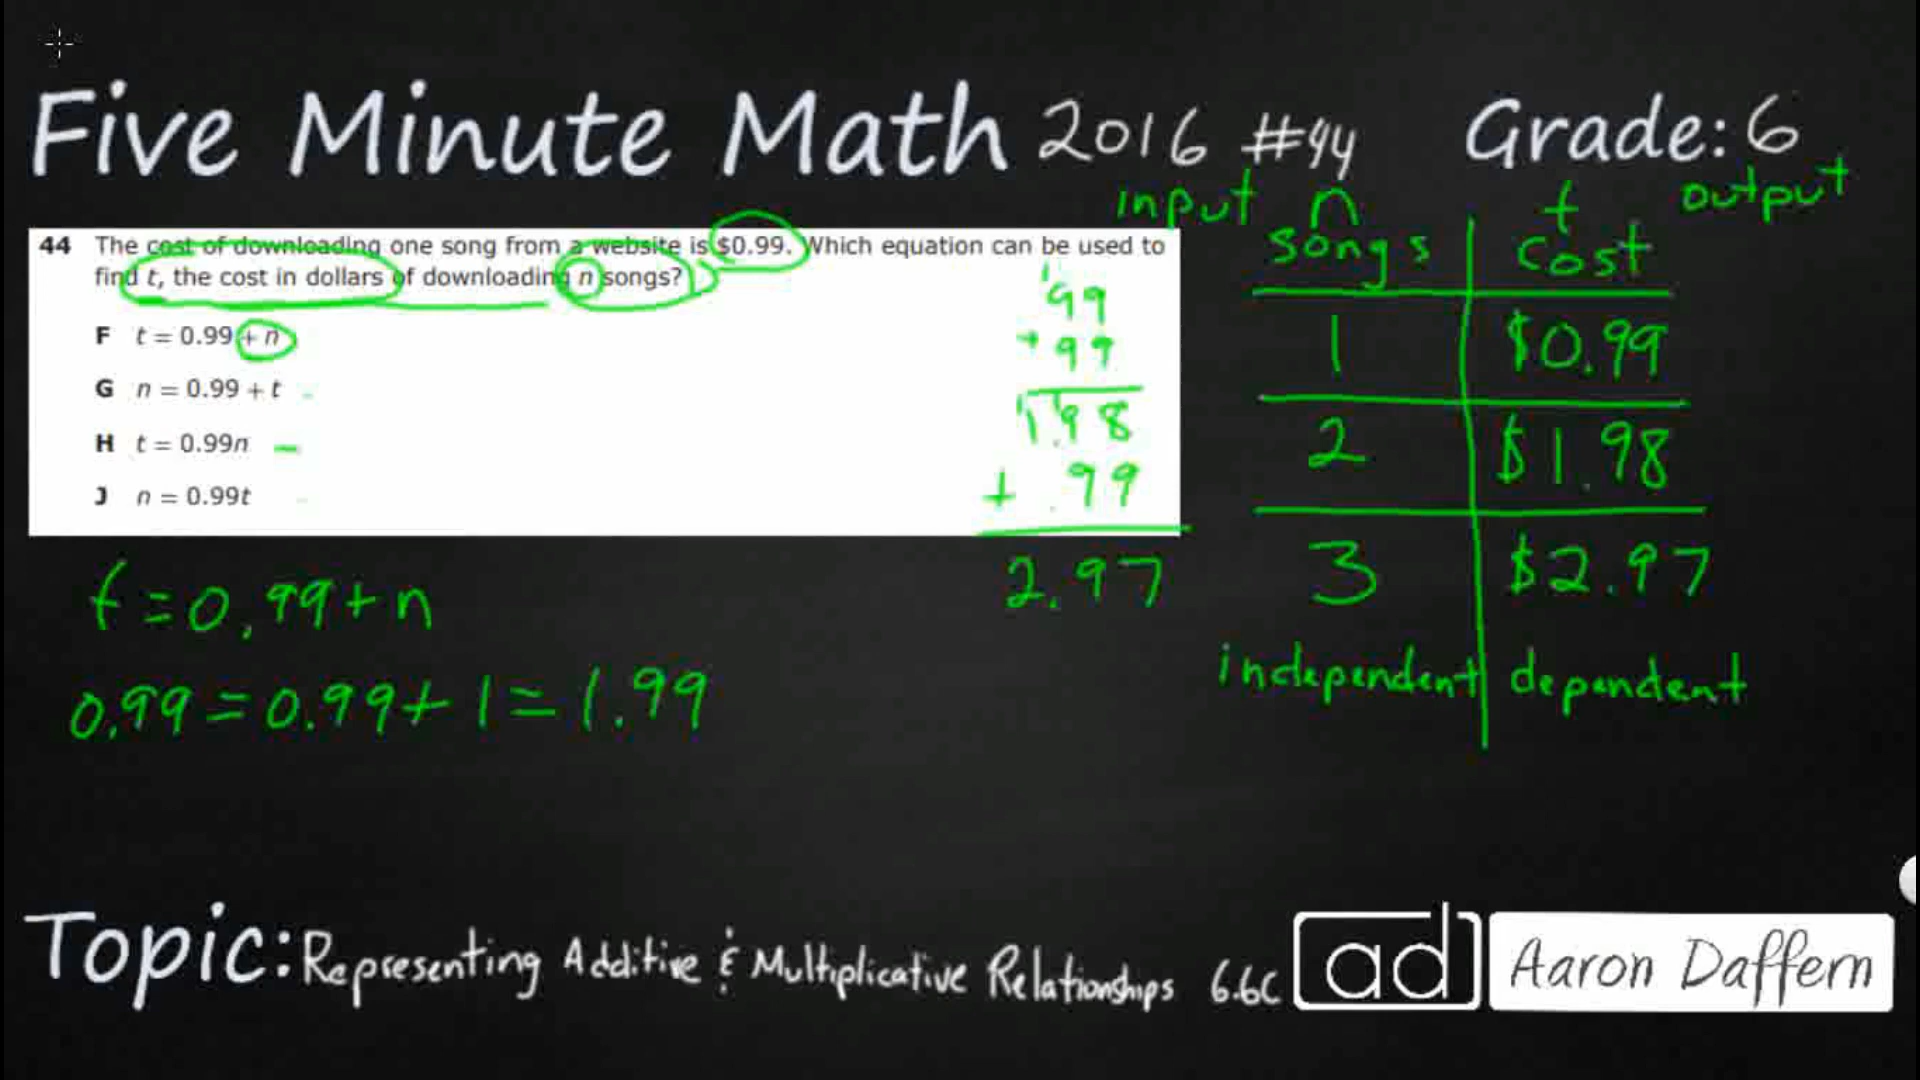 Five Minute Math 2016 #44 Grade: 6
input n t output
songs cost
44 The cost of downloading one song from a website is $0.99. Which equation can be used to
find t, the cost in dollars of downloading n songs?
F t = 0.99 + n
G n = 0.99 + t
H t = 0.99n
J n = 0.99t
1
99
+ 99
1 1
1.98
+ .99
2.97
1 $0.99
2 $1.98
3 $2.97
independent dependent
t = 0.99 + n
0.99 = 0.99 + 1 = 1.99
Topic: Representing Additive & Multiplicative Relationships 6.6C
ad Aaron Daffern